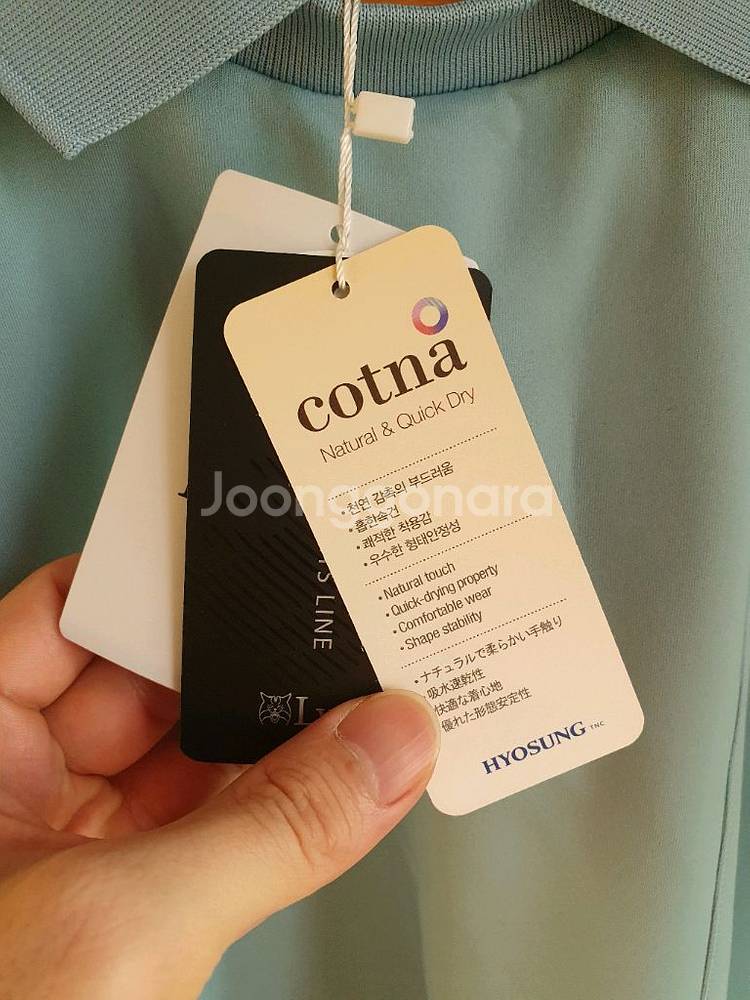 cotna
Natural & Quick Dry
•천연 감촉의 부드러움
•흡한속건
•쾌적한 착용감
•우수한 형태안정성
•Natural touch
•Quick-drying property
•Comfortable wear
•Shape stability
•ナチュラルで柔らかい手触り
吸水速乾性
快適な着心地
優れた形態安定性
HYOSUNG TNC
TS LINE
Joonggonara